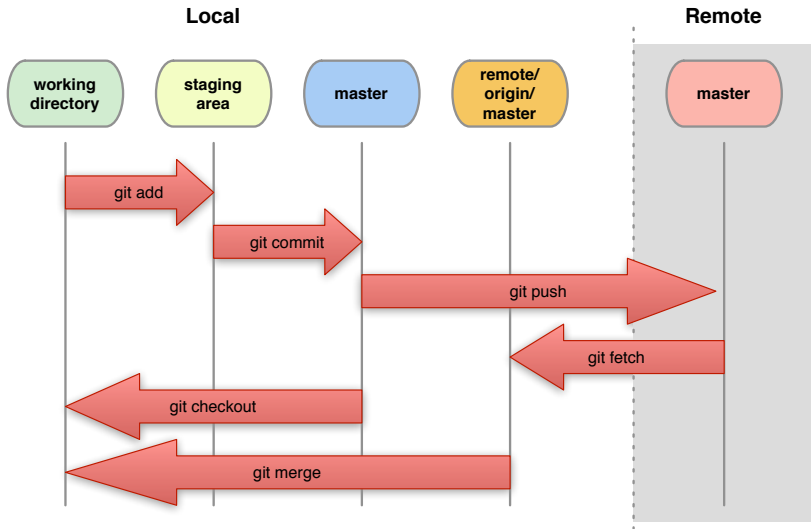 Local
Remote
working
directory
staging
area
master
remote/
origin/
master
master
git add
git commit
git push
git fetch
git checkout
git merge